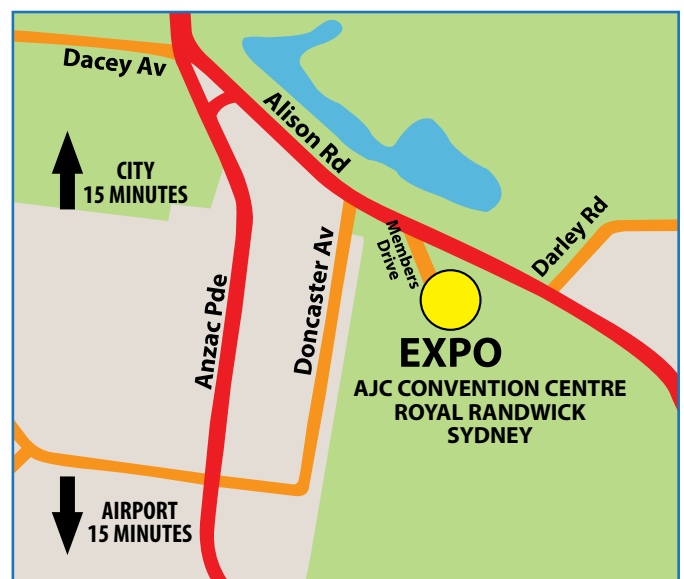 Dacey Av
Alison Rd
CITY
15 MINUTES
Members
Drive
Darley Rd
Doncaster Av
Anzac Pde
EXPO
AJC CONVENTION CENTRE
ROYAL RANDWICK
SYDNEY
AIRPORT
15 MINUTES